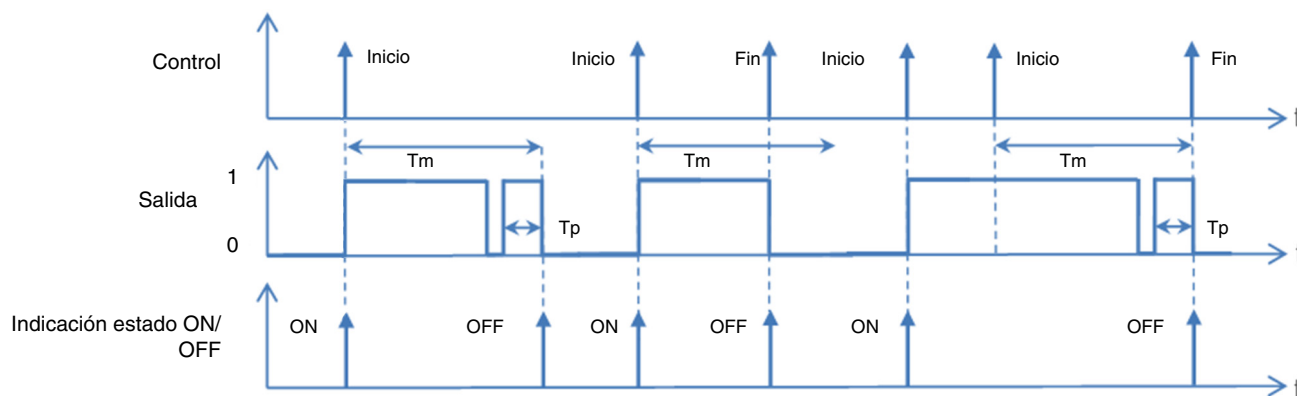 Control
Inicio
Inicio
Fin
Inicio
Inicio
Fin
t
Tm
Tm
Tm
Salida
1
0
Tp
Tp
Indicación estado ON/
OFF
ON
OFF
ON
OFF
ON
OFF
t